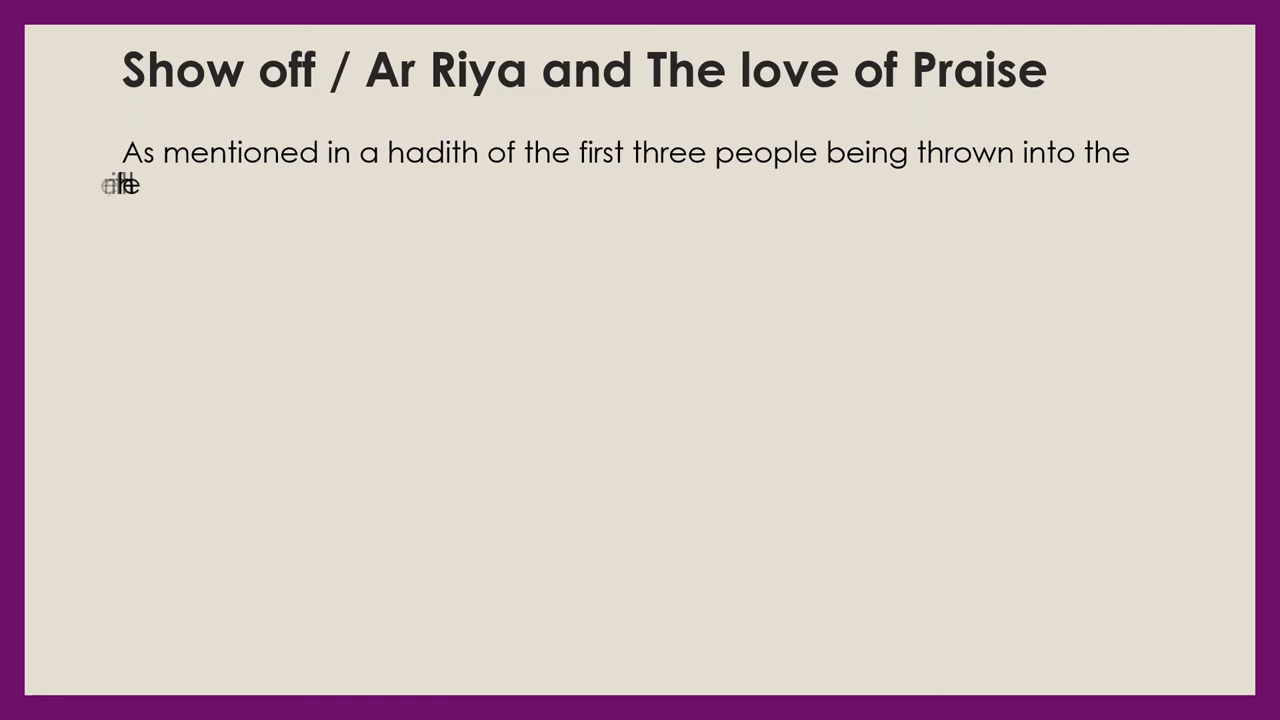 Show off / Ar Riya and The love of Praise
As mentioned in a hadith of the first three people being thrown into the